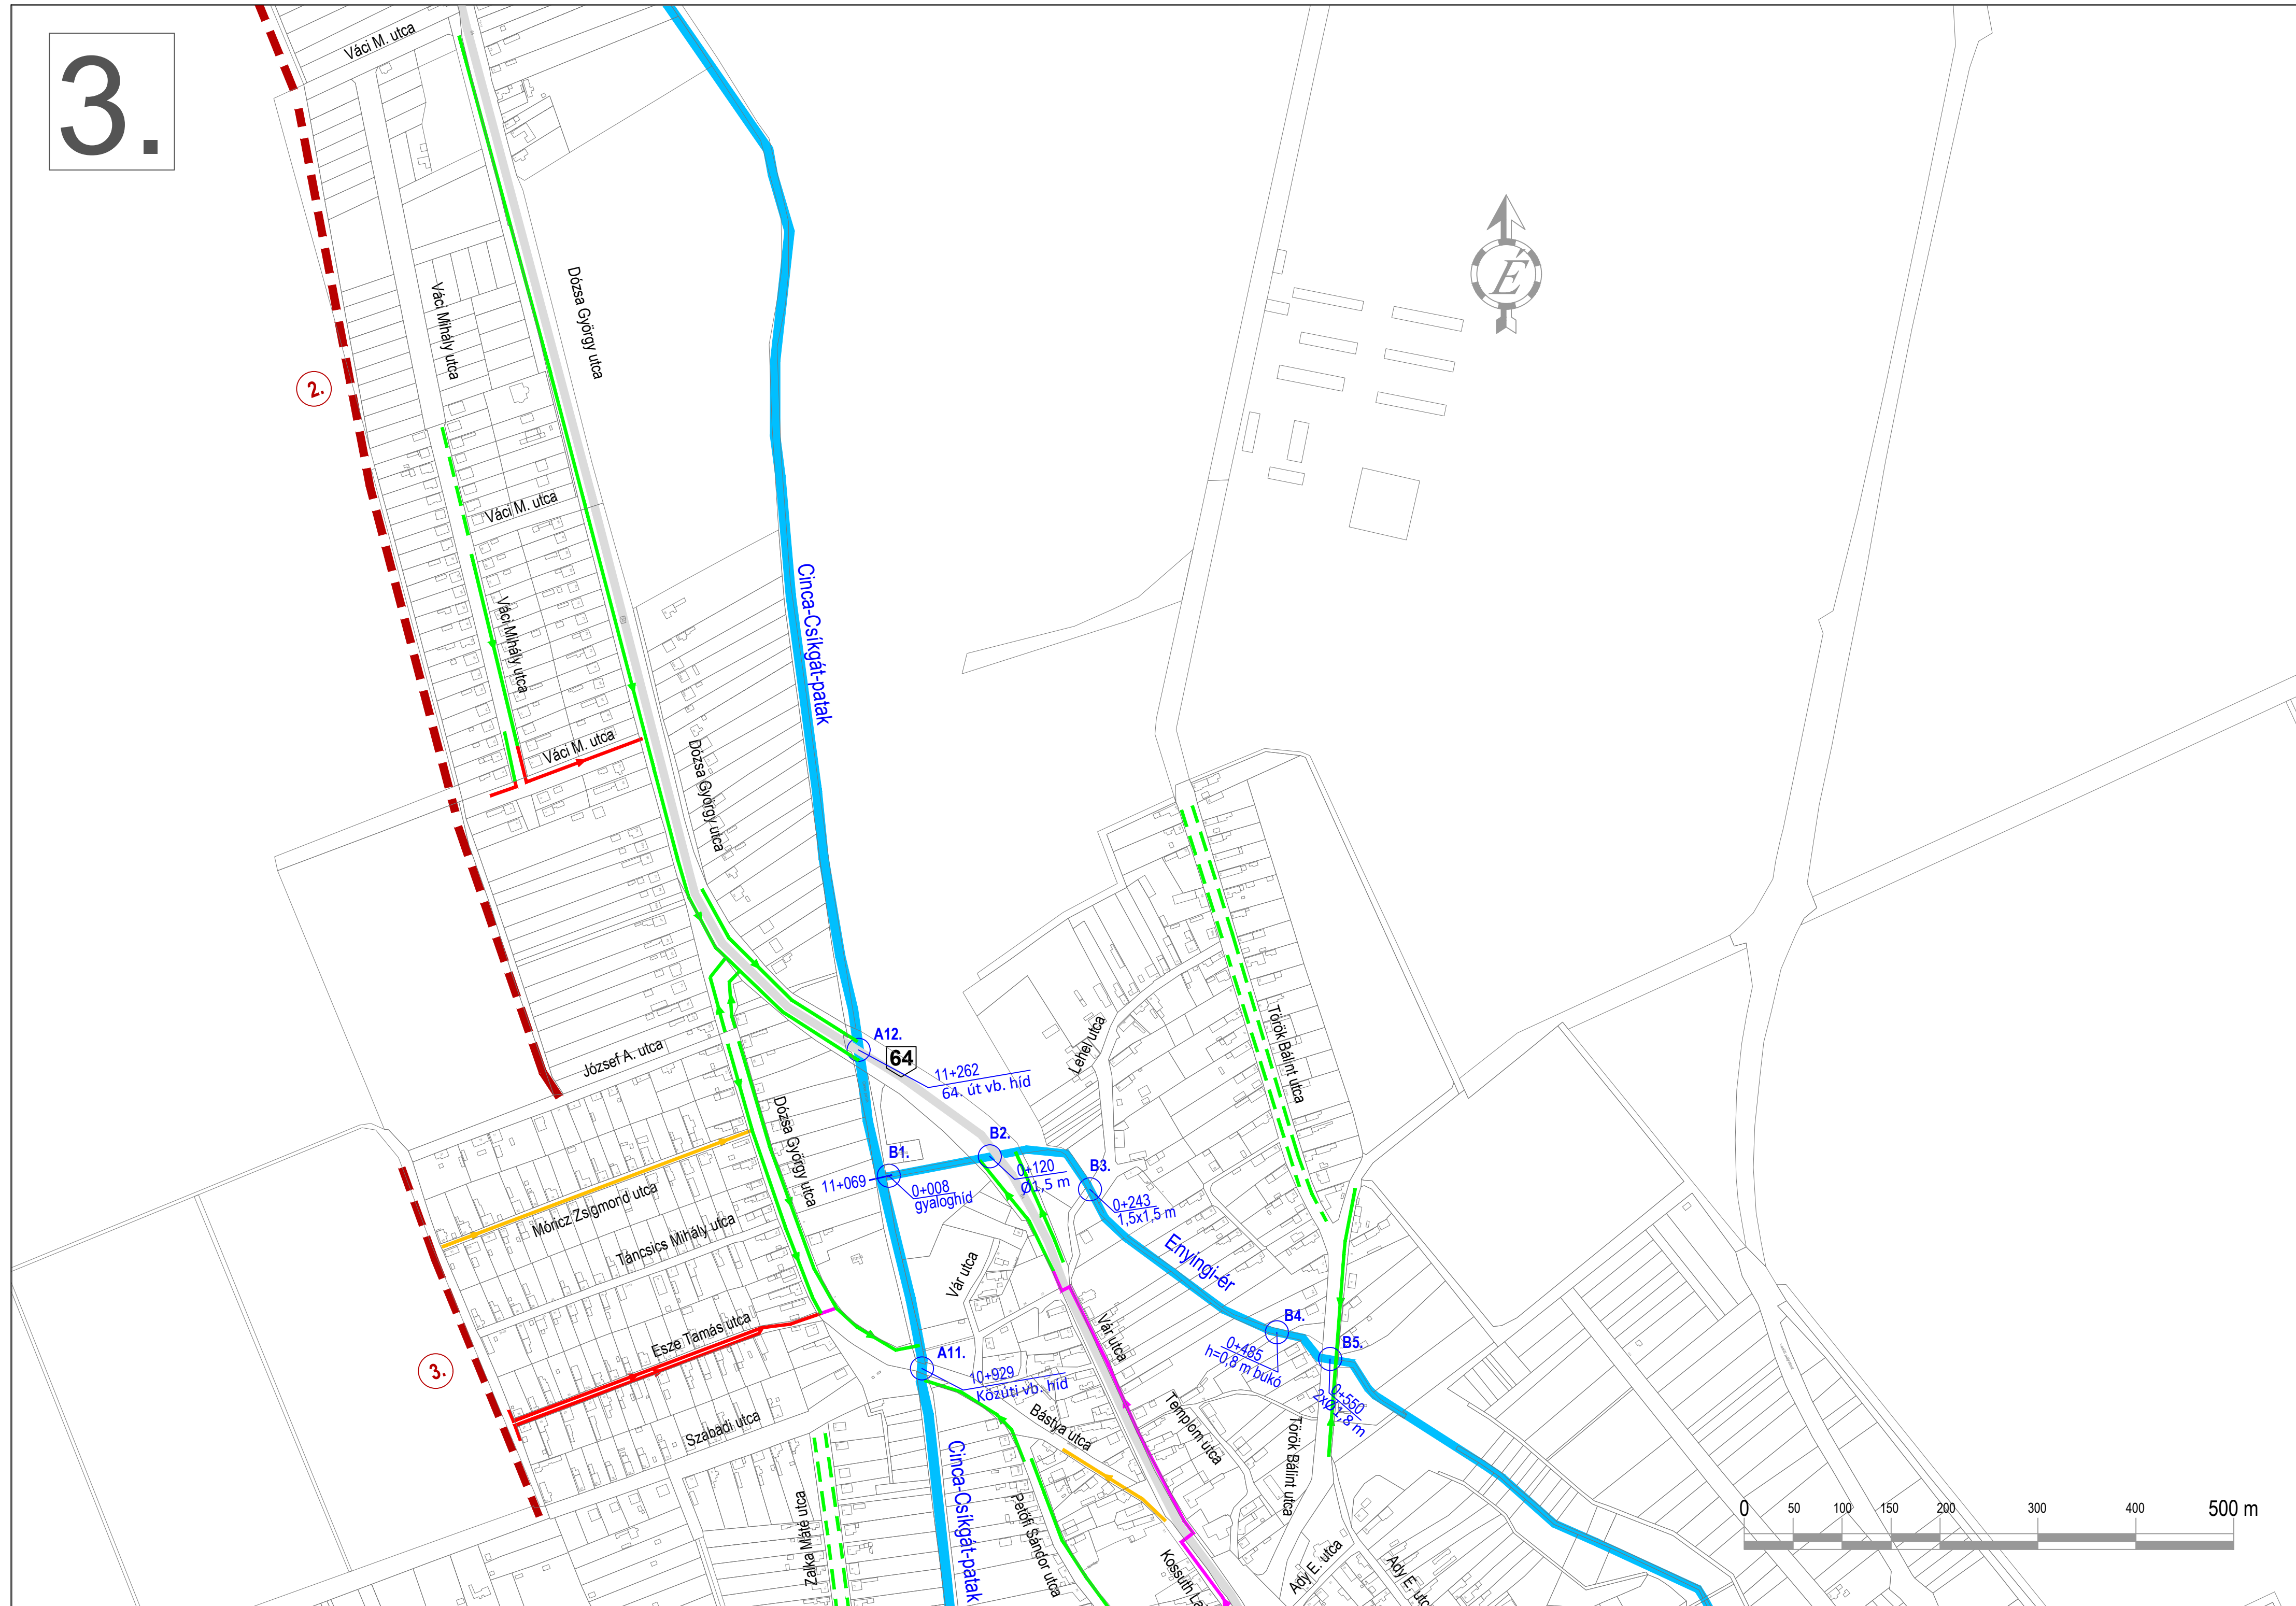 3.
Váci M. utca
Dózsa György utca
Váci Mihály utca
É
2.
Váci M. utca
Váci Mihály utca
Cinca-Csíkgát-patak
Váci M. utca
Dózsa György utca
József A. utca
A12.
64
11+262
64. út vb. híd
Lehel utca
Török Bálint utca
Dózsa György utca
B1.
B2.
B3.
11+069
0+008
gyaloghíd
0+120
Ø1,5 m
0+243
1,5x1,5 m
Móricz Zsigmond utca
Táncsics Mihály utca
Vár utca
Enyingi-ér
Esze Tamás utca
Vár utca
B4.
0+485
h=0,8 m bukó
B5.
0+550
2xØ1,8 m
3.
A11.
10+929
Közúti vb. híd
Szabadi utca
Bástya utca
Templom utca
Török Bálint utca
Zalka Máté utca
Cinca-Csíkgát-patak
Petőfi Sándor utca
Kossuth La
Ady E. utca
Ady E. utc
0 50 100 150 200 300 400 500 m